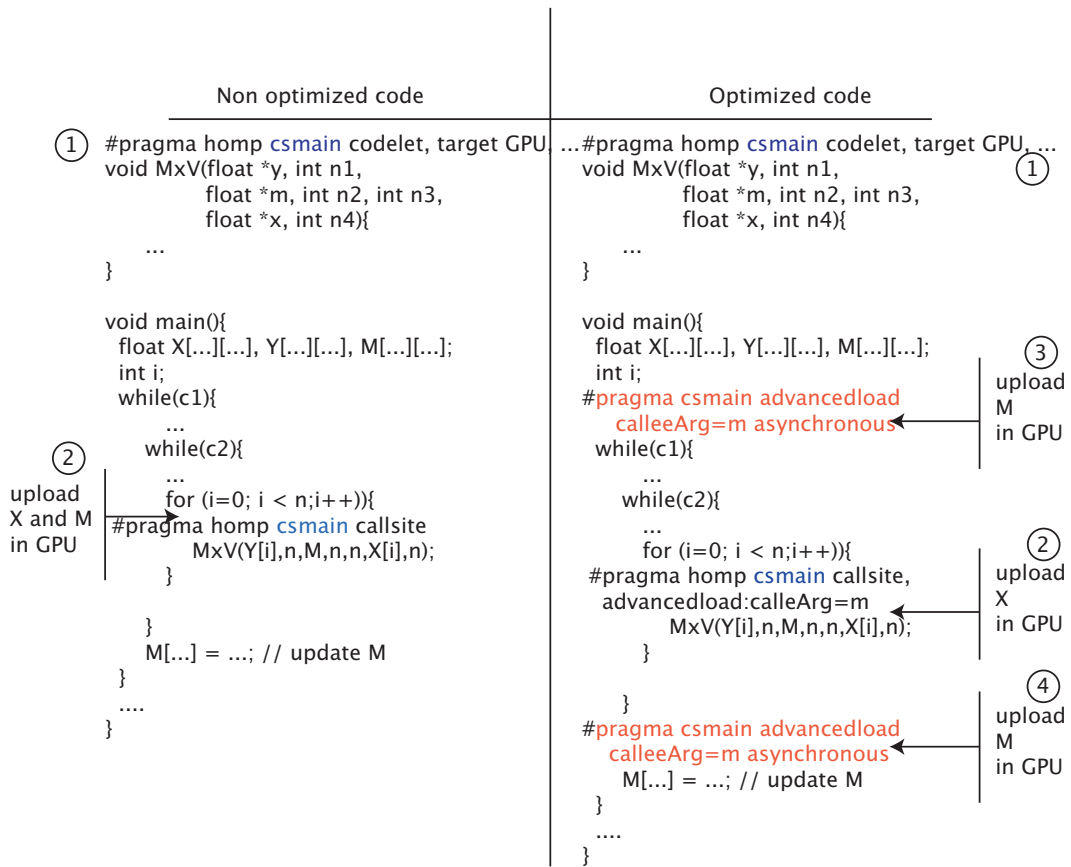 Non optimized code
1
#pragma homp csmain codelet, target GPU, ...
void MxV(float *y, int n1,
float *m, int n2, int n3,
float *x, int n4){
...
}
void main(){
float X[...][...], Y[...][...], M[...][...];
int i;
while(c1){
...
while(c2){
...
for (i=0; i < n;i++)){
#pragma homp csmain callsite
MxV(Y[i],n,M,n,n,X[i],n);
}
}
M[...] = ...; // update M
}
....
}
2
upload
X and M
in GPU
Optimized code
#pragma homp csmain codelet, target GPU, ...
1
void MxV(float *y, int n1,
float *m, int n2, int n3,
float *x, int n4){
...
}
void main(){
float X[...][...], Y[...][...], M[...][...];
int i;
#pragma csmain advancedload
calleeArg=m asynchronous
while(c1){
...
while(c2){
...
for (i=0; i < n;i++)){
#pragma homp csmain callsite,
advancedload:calleArg=m
MxV(Y[i],n,M,n,n,X[i],n);
}
}
#pragma csmain advancedload
calleeArg=m asynchronous
M[...] = ...; // update M
}
....
}
3
upload
M
in GPU
2
upload
X
in GPU
4
upload
M
in GPU